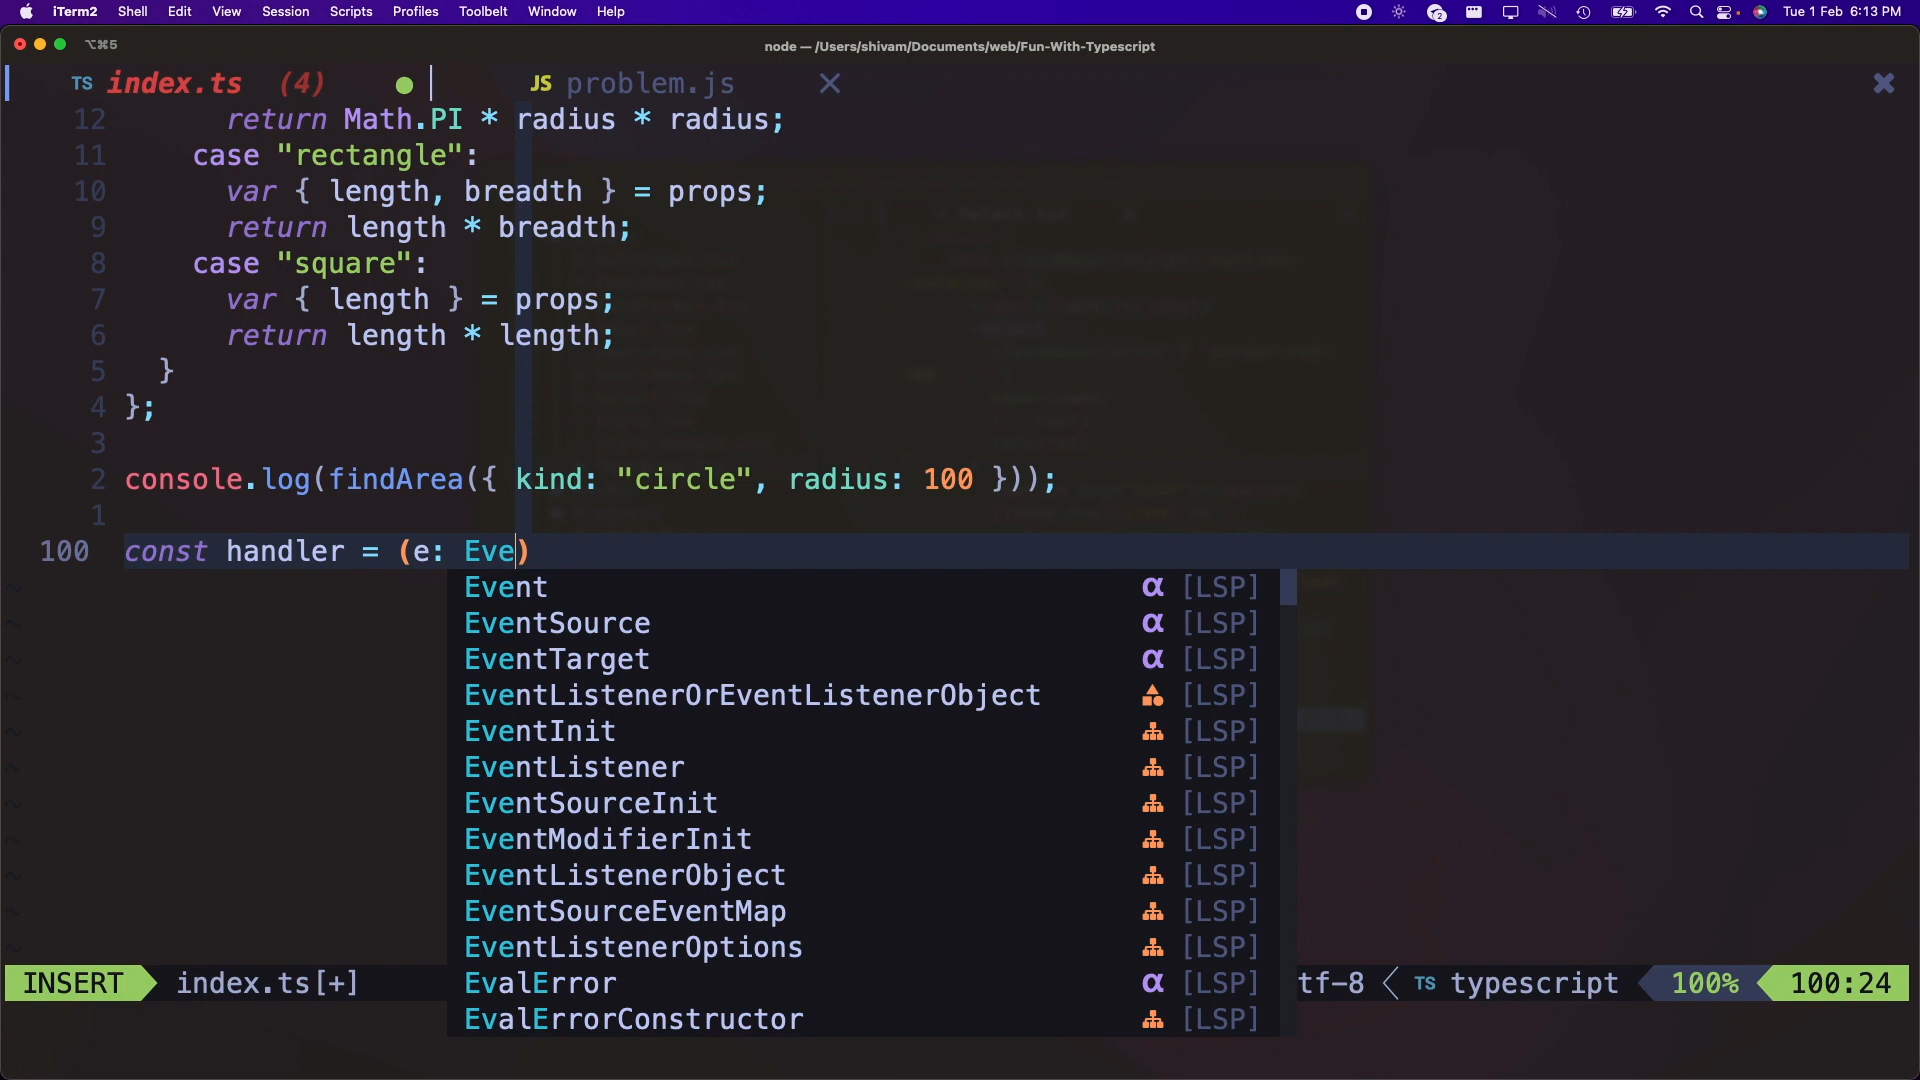 iTerm2 Shell Edit View Session Scripts Profiles Toolbelt Window Help 2 Tue 1 Feb 6:13 PM
⌥⌘5 node — /Users/shivam/Documents/web/Fun-With-Typescript
TS index.ts (4) JS problem.js
12 return Math.PI * radius * radius;
11 case "rectangle":
10 var { length, breadth } = props;
9 return length * breadth;
8 case "square":
7 var { length } = props;
6 return length * length;
5 }
4 };
3
2 console.log(findArea({ kind: "circle", radius: 100 }));
1
100 const handler = (e: Eve)
Event α [LSP]
EventSource α [LSP]
EventTarget α [LSP]
EventListenerOrEventListenerObject [LSP]
EventInit [LSP]
EventListener [LSP]
EventSourceInit [LSP]
EventModifierInit [LSP]
EventListenerObject [LSP]
EventSourceEventMap [LSP]
EventListenerOptions [LSP]
EvalError α [LSP]
EvalErrorConstructor [LSP]
INSERT index.ts[+] tf-8 TS typescript 100% 100:24